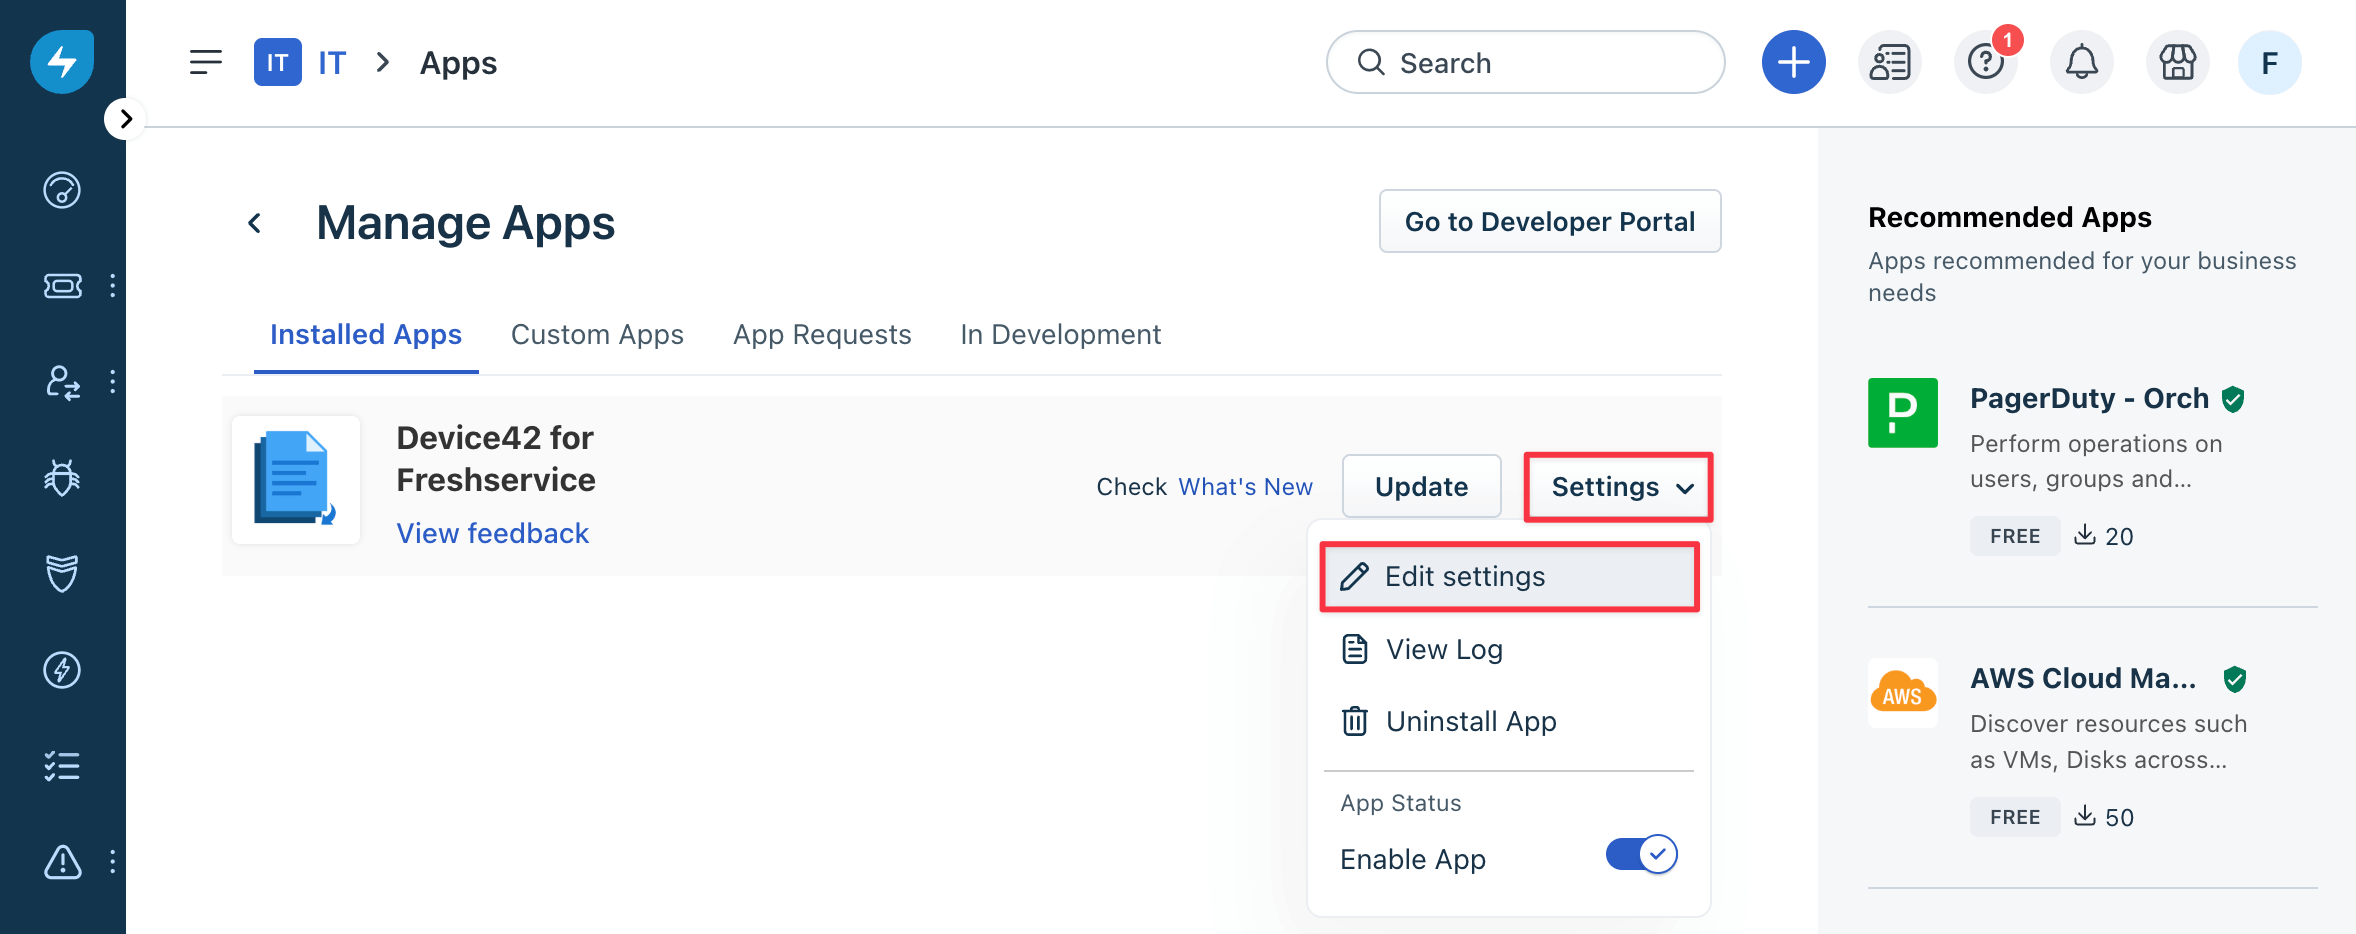 IT IT > Apps
Search
1
F
Manage Apps
Go to Developer Portal
Installed Apps Custom Apps App Requests In Development
Device42 for
Freshservice
View feedback
Check What's New
Update
Settings
Edit settings
View Log
Uninstall App
App Status
Enable App
Recommended Apps
Apps recommended for your business
needs
P
PagerDuty - Orch
Perform operations on
users, groups and...
FREE 20
AWS
AWS Cloud Ma...
Discover resources such
as VMs, Disks across...
FREE 50